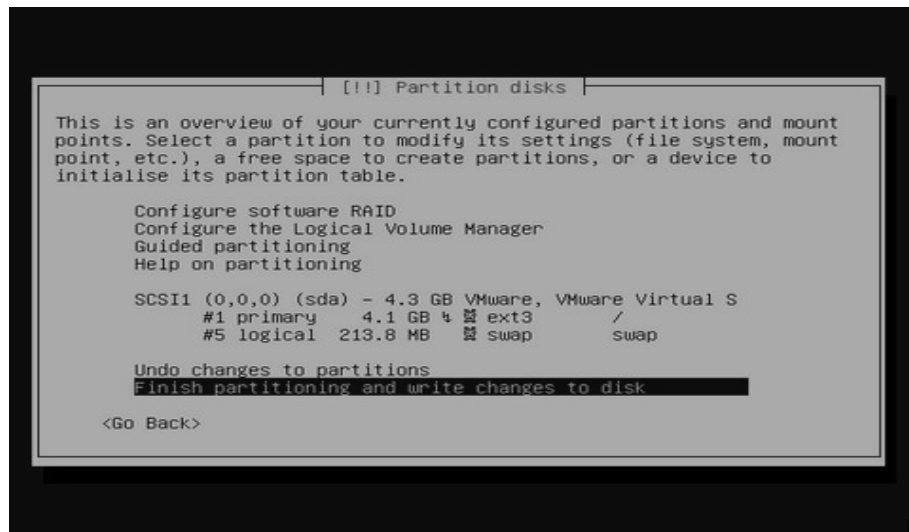 [!!] Partition disks
This is an overview of your currently configured partitions and mount
points. Select a partition to modify its settings (file system, mount
point, etc.), a free space to create partitions, or a device to
initialise its partition table.
Configure software RAID
Configure the Logical Volume Manager
Guided partitioning
Help on partitioning
SCSI1 (0,0,0) (sda) - 4.3 GB VMware, VMware Virtual S
#1 primary 4.1 GB ext3 /
#5 logical 213.8 MB swap swap
Undo changes to partitions
Finish partitioning and write changes to disk
<Go Back>